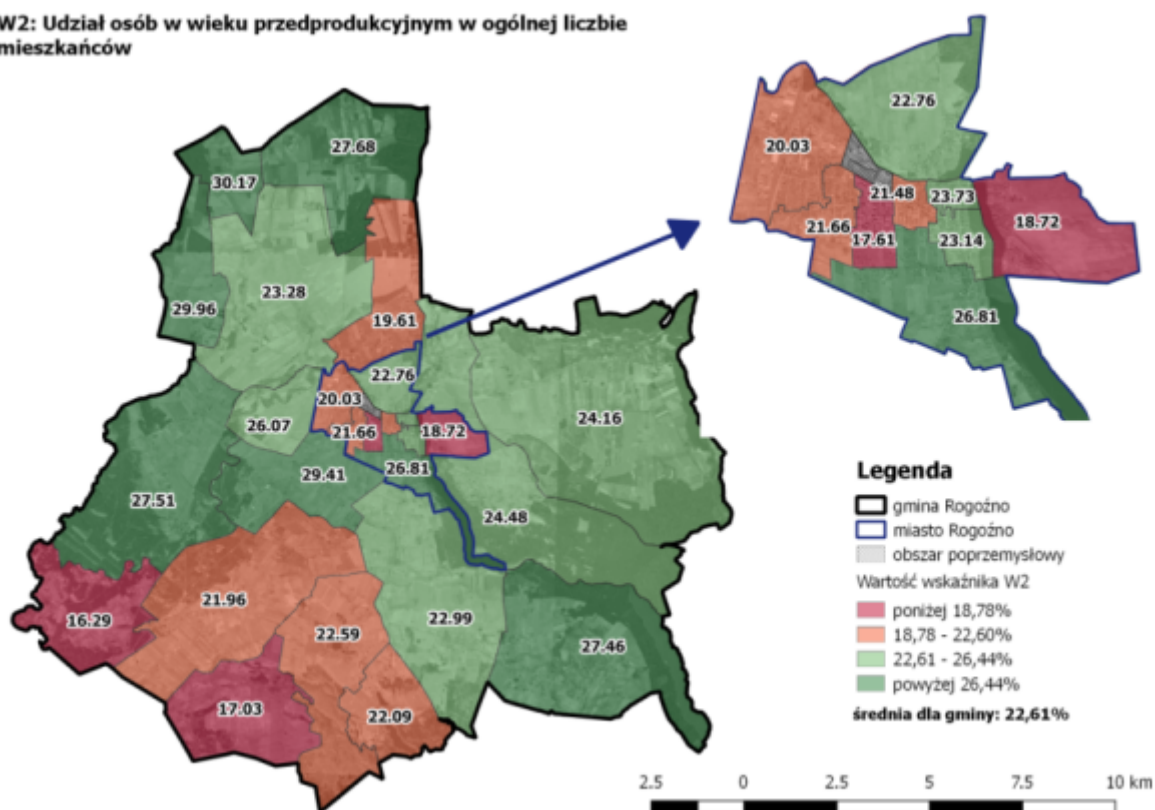 W2: Udział osób w wieku przedprodukcyjnym w ogólnej liczbie
mieszkańców
27.68
30.17
23.28
29.96
19.61
22.76
20.03
26.07
21.66
18.72
24.16
29.41
26.81
27.51
24.48
16.29
21.96
22.59
22.99
27.46
17.03
22.09
22.76
20.03
21.48
23.73
18.72
21.66
17.61
23.14
26.81
Legenda
gmina Rogoźno
miasto Rogoźno
obszar poprzemysłowy
Wartość wskaźnika W2
poniżej 18,78%
18,78 - 22,60%
22,61 - 26,44%
powyżej 26,44%
średnia dla gminy: 22,61%
2.5 0 2.5 5 7.5 10 km